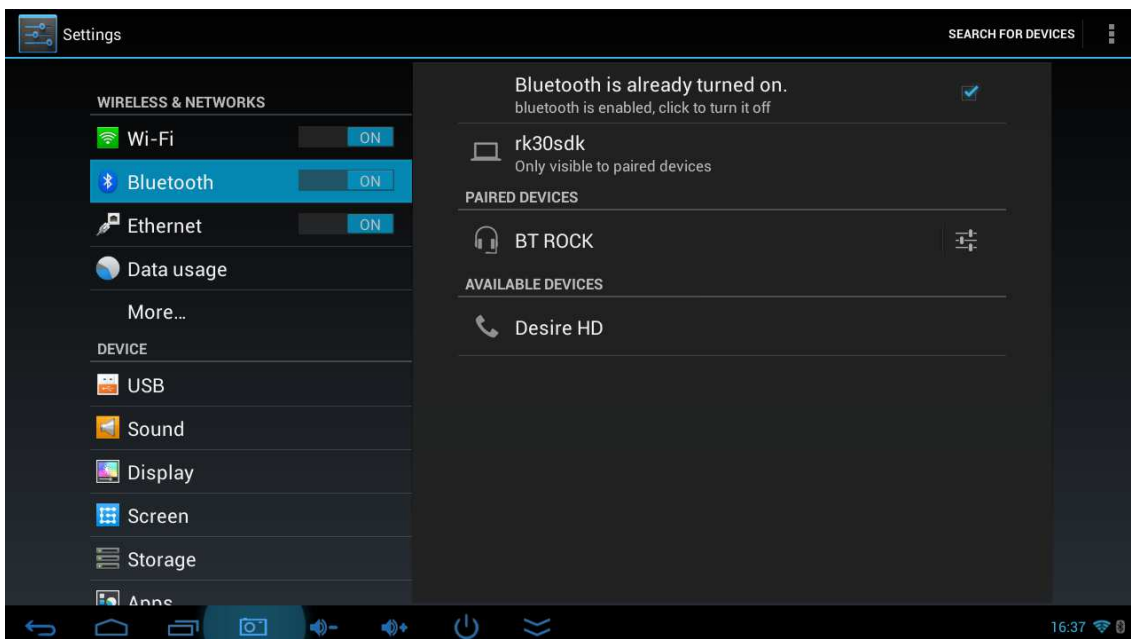 Settings
SEARCH FOR DEVICES
WIRELESS & NETWORKS
Wi-Fi
ON
Bluetooth
ON
Ethernet
ON
Data usage
More...
DEVICE
USB
Sound
Display
Screen
Storage
Apps
Bluetooth is already turned on.
bluetooth is enabled, click to turn it off
rk30sdk
Only visible to paired devices
PAIRED DEVICES
BT ROCK
AVAILABLE DEVICES
Desire HD
16:37